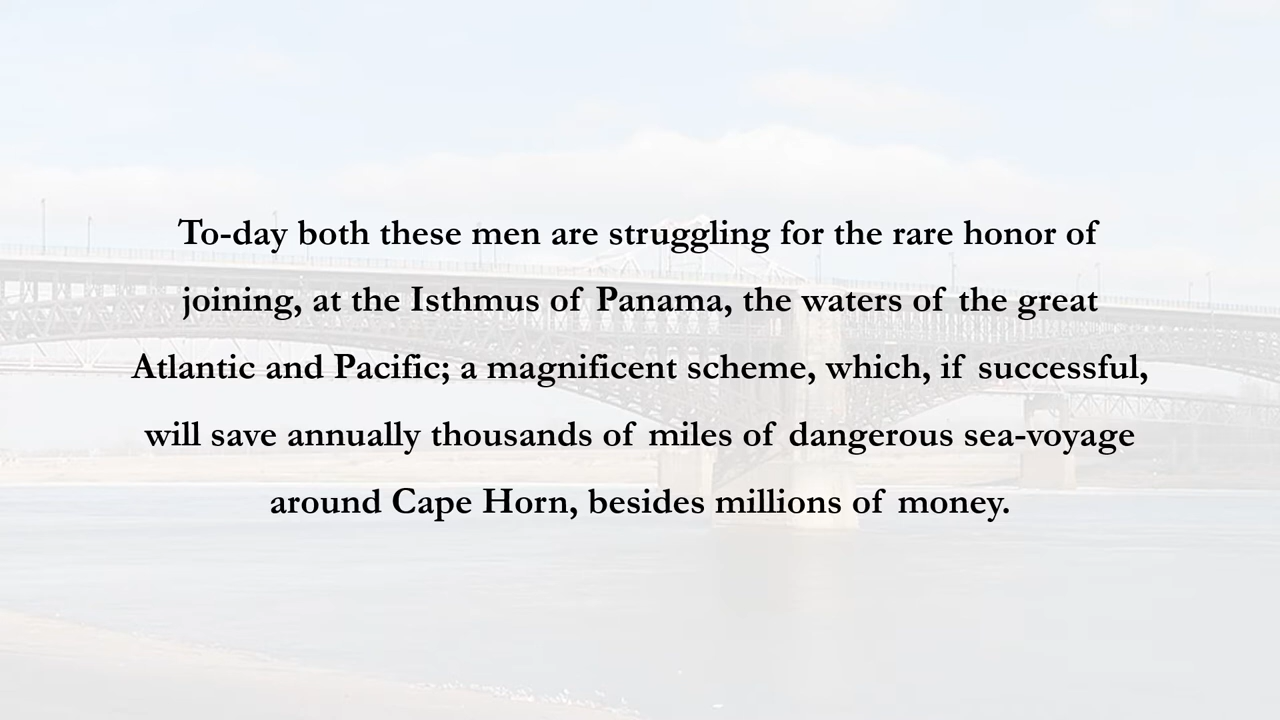 To-day both these men are struggling for the rare honor of
joining, at the Isthmus of Panama, the waters of the great
Atlantic and Pacific; a magnificent scheme, which, if successful,
will save annually thousands of miles of dangerous sea-voyage
around Cape Horn, besides millions of money.